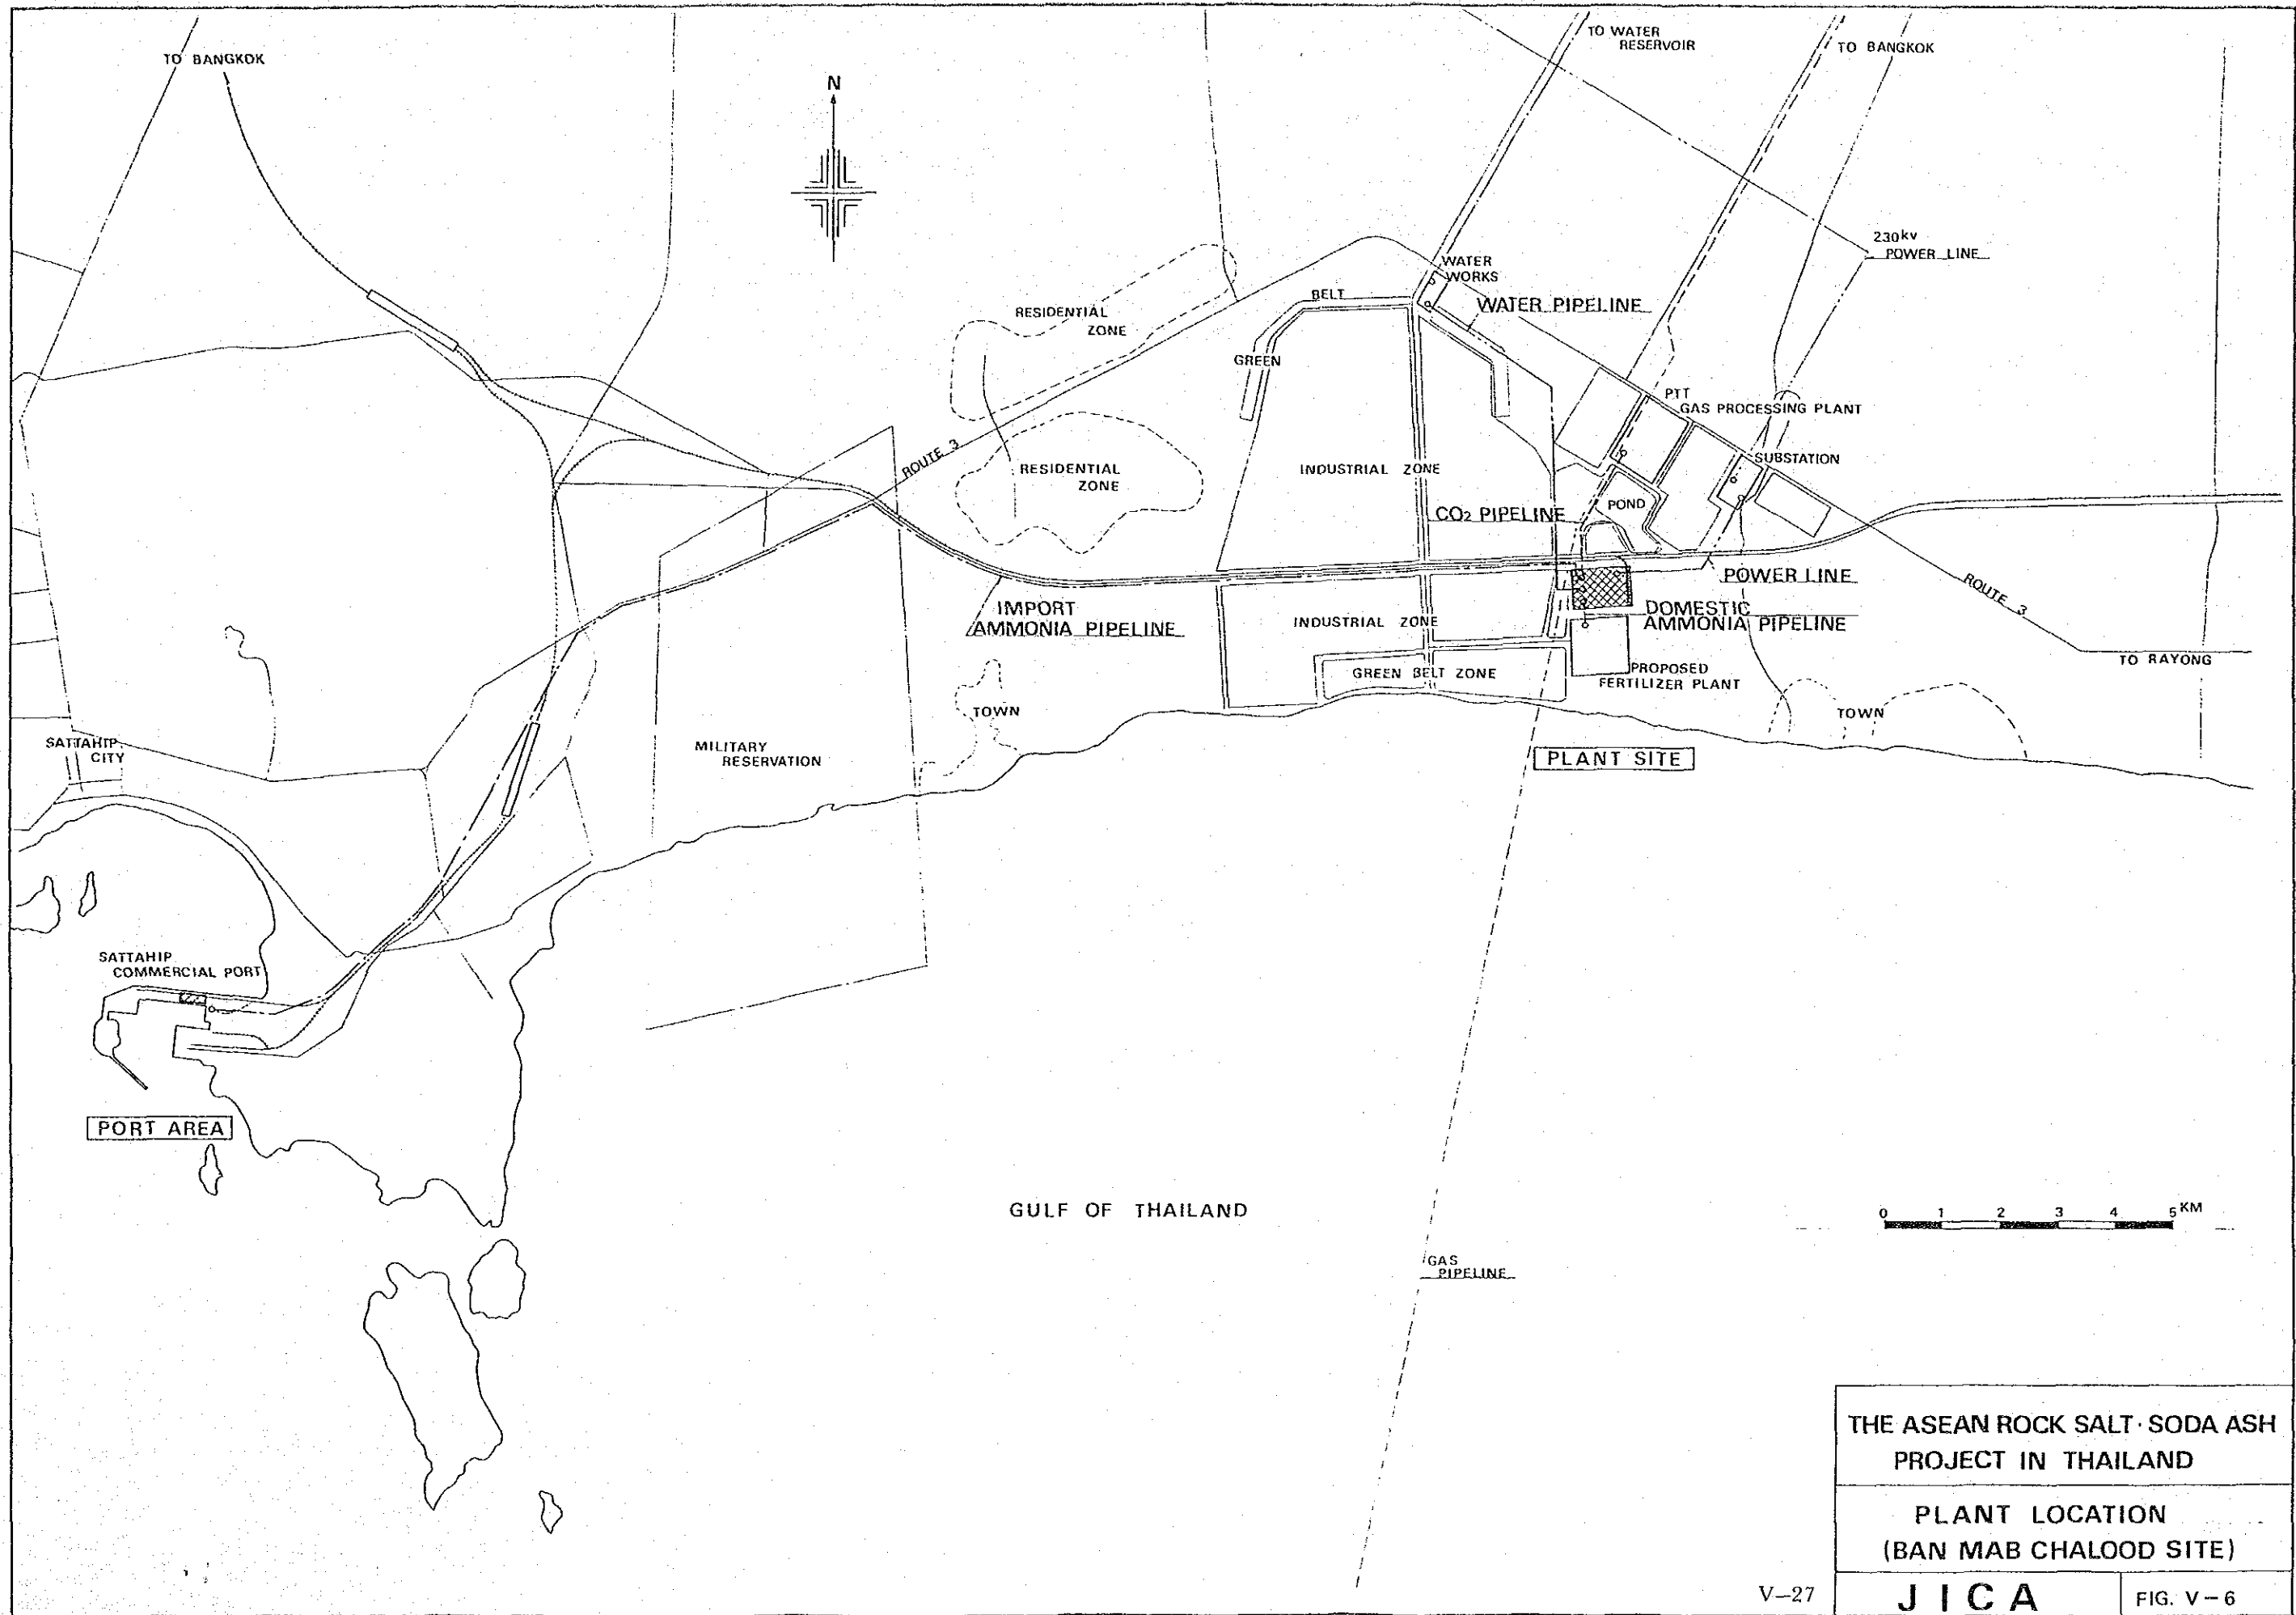 TO BANGKOK
N
TO WATER
RESERVOIR
TO BANGKOK
230kv
POWER LINE
WATER
WORKS
WATER PIPELINE
BELT
GREEN
RESIDENTIAL
ZONE
ROUTE 3
RESIDENTIAL
ZONE
INDUSTRIAL ZONE
PTT
GAS PROCESSING PLANT
SUBSTATION
POND
CO2 PIPELINE
POWER LINE
ROUTE 3
IMPORT
AMMONIA PIPELINE
INDUSTRIAL ZONE
DOMESTIC
AMMONIA PIPELINE
GREEN BELT ZONE
PROPOSED
FERTILIZER PLANT
TO RAYONG
TOWN
TOWN
SATTAHIP
CITY
MILITARY
RESERVATION
PLANT SITE
SATTAHIP
COMMERCIAL PORT
PORT AREA
GULF OF THAILAND
0 1 2 3 4 5 KM
GAS
PIPELINE
THE ASEAN ROCK SALT·SODA ASH
PROJECT IN THAILAND
PLANT LOCATION
(BAN MAB CHALOOD SITE)
V-27
JICA
FIG. V-6